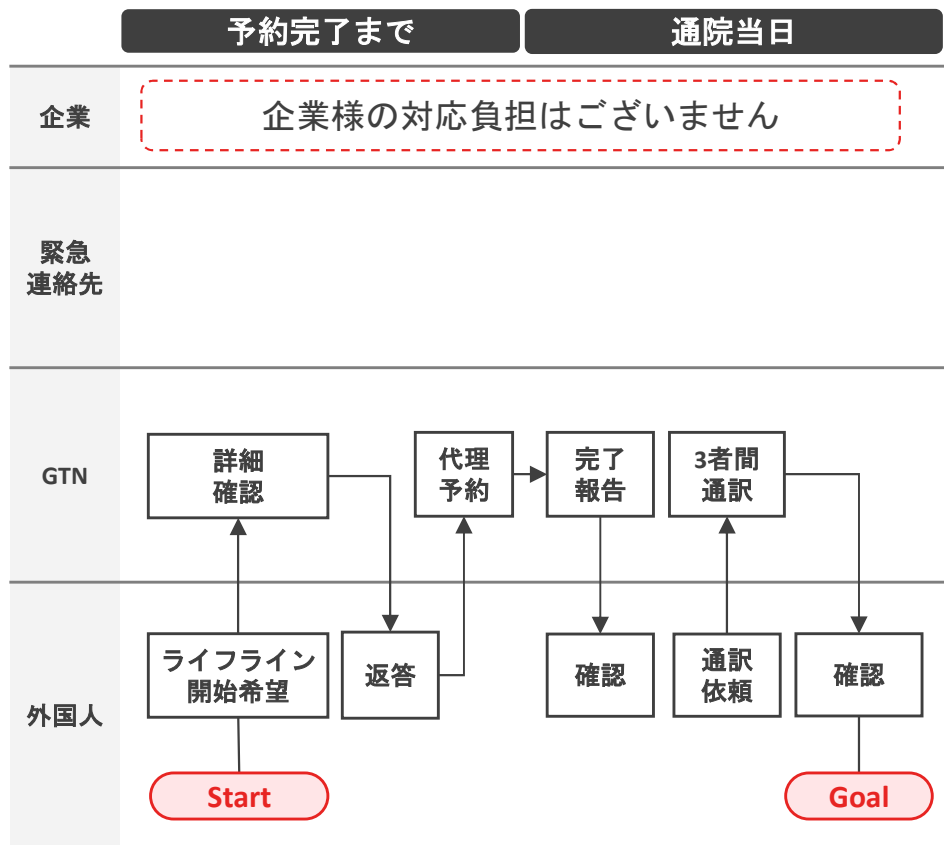 予約完了まで
通院当日
企業
企業様の対応負担はございません
緊急
連絡先
GTN
詳細
確認
代理
予約
完了
報告
3者間
通訳
外国人
ライフライン
開始希望
返答
確認
通訳
依頼
確認
Start
Goal